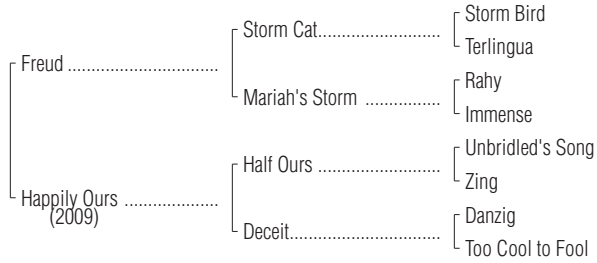 Storm Bird
Storm Cat..........................
Terlingua
Freud ................................
Rahy
Mariah's Storm ................
Immense
Unbridled's Song
Half Ours ..........................
Zing
Happily Ours ....................
(2009)
Danzig
Deceit................................
Too Cool to Fool